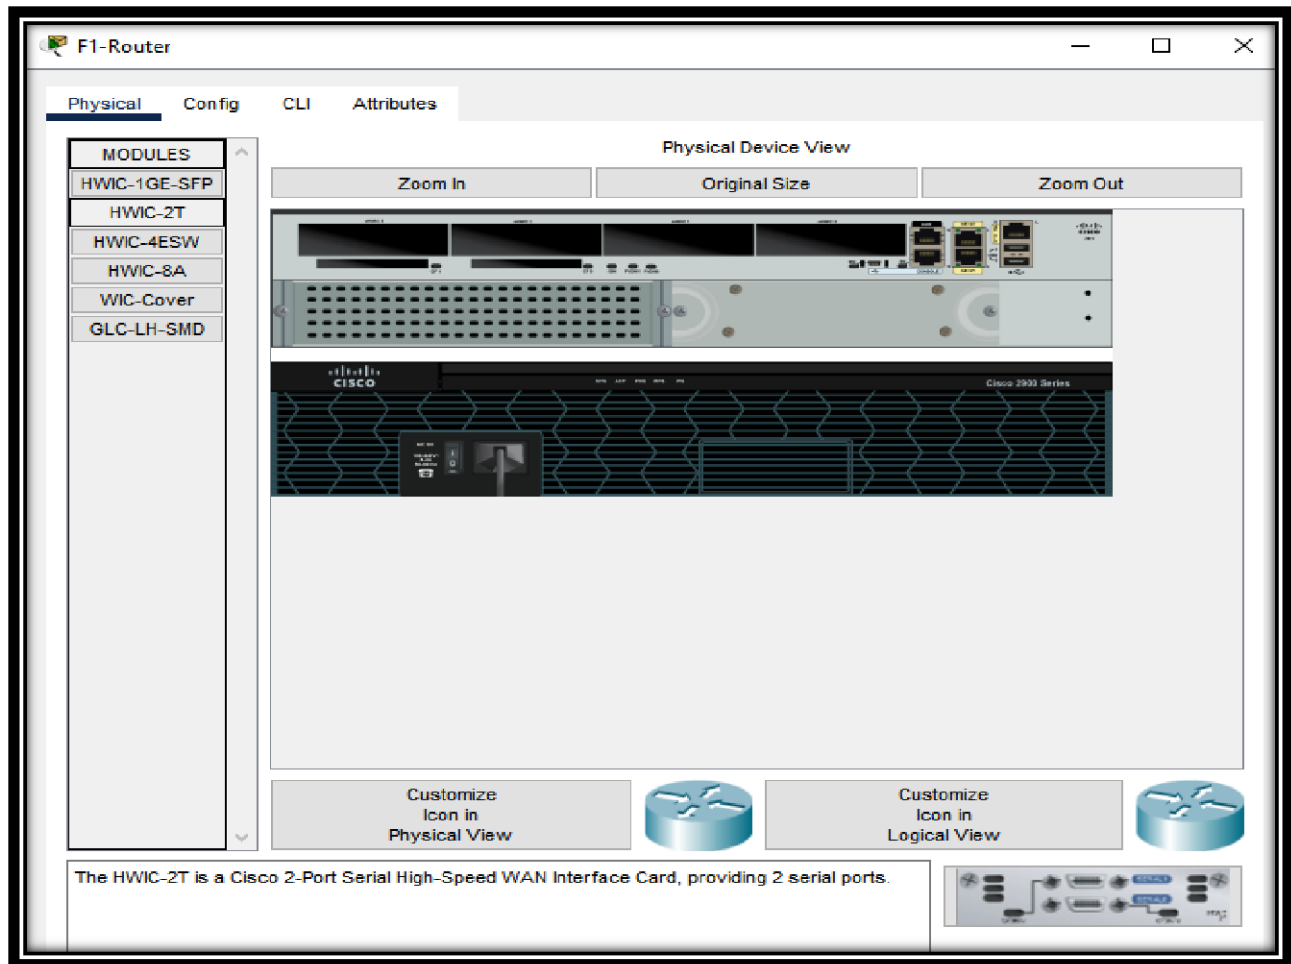 F1-Router
Physical Config CLI Attributes
MODULES
HWIC-1GE-SFP
HWIC-2T
HWIC-4ESW
HWIC-8A
WIC-Cover
GLC-LH-SMD
Physical Device View
Zoom In Original Size Zoom Out
CONSOLE
CISCO
Cisco 2900 Series
Customize
Icon in
Physical View
Customize
Icon in
Logical View
The HWIC-2T is a Cisco 2-Port Serial High-Speed WAN Interface Card, providing 2 serial ports.